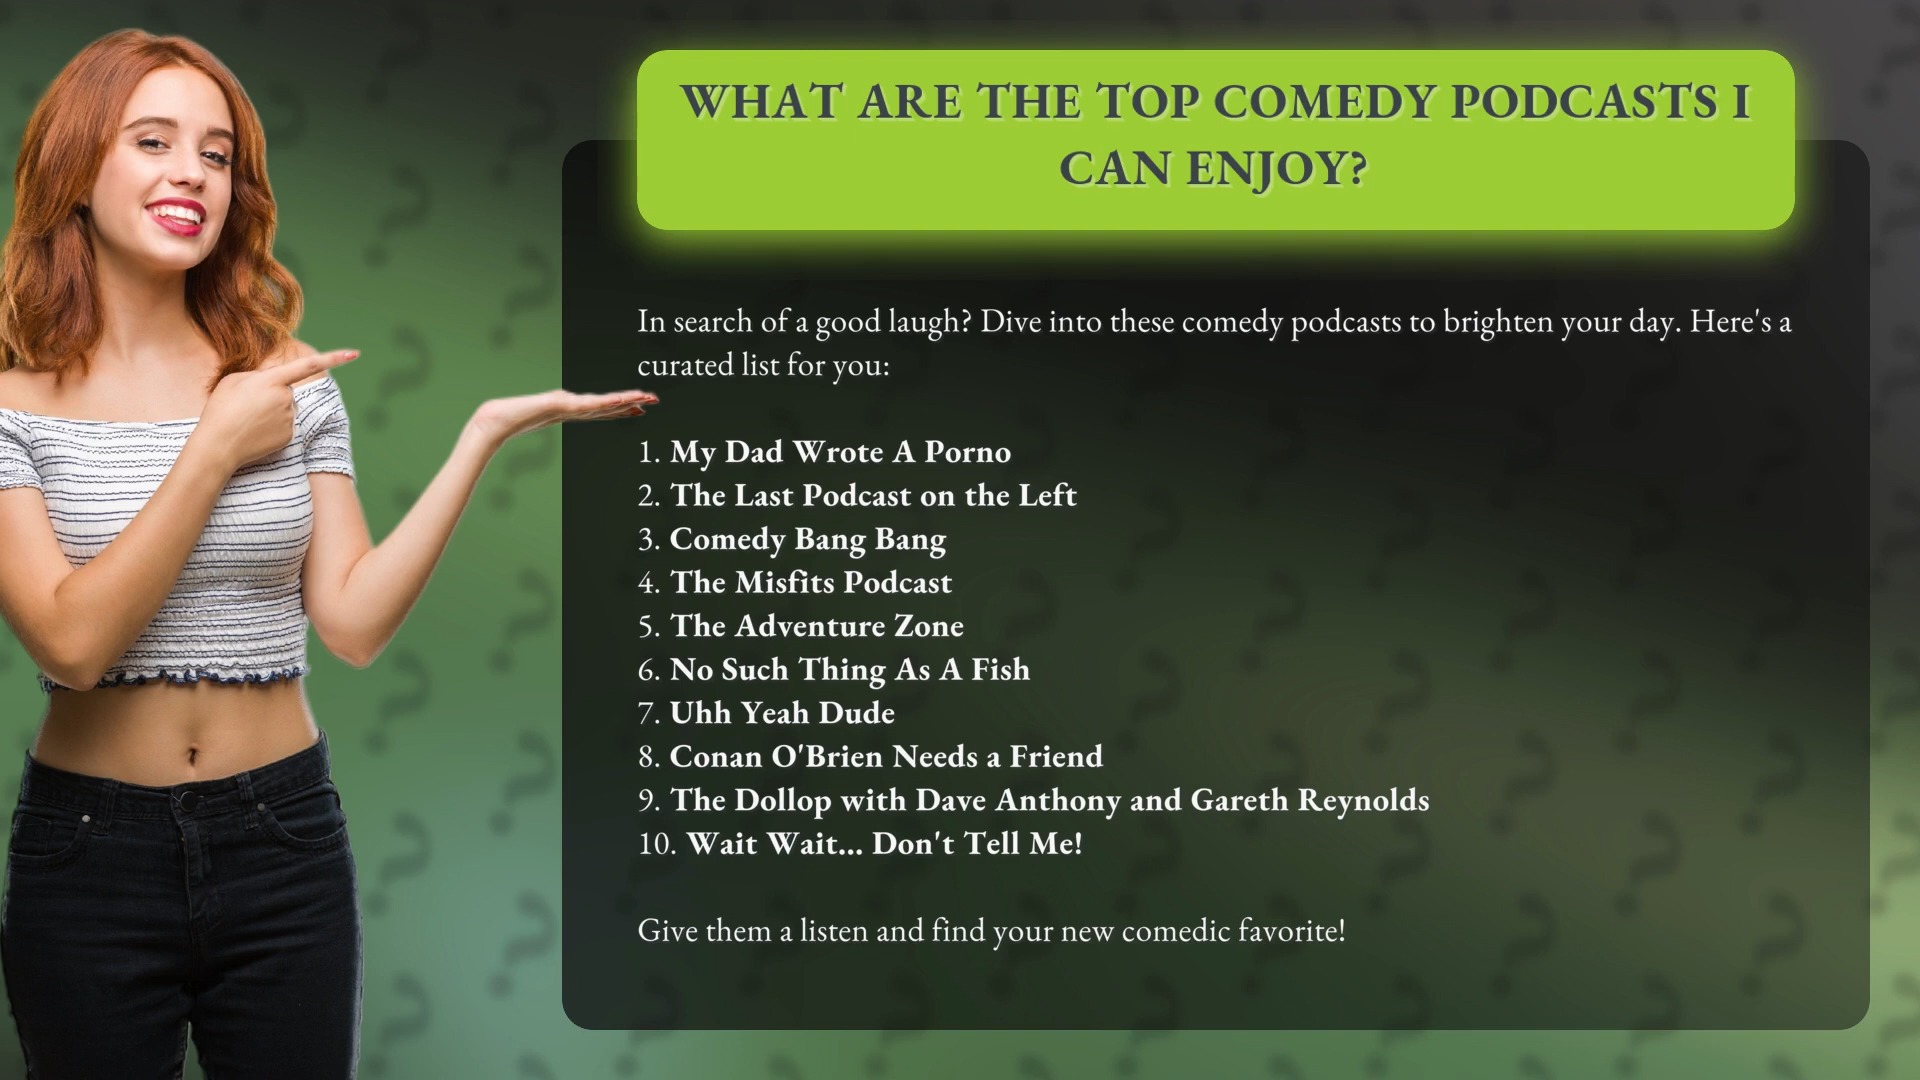 WHAT ARE THE TOP COMEDY PODCASTS I
CAN ENJOY?
In search of a good laugh? Dive into these comedy podcasts to brighten your day. Here's a
curated list for you:
1. My Dad Wrote A Porno
2. The Last Podcast on the Left
3. Comedy Bang Bang
4. The Misfits Podcast
5. The Adventure Zone
6. No Such Thing As A Fish
7. Uhh Yeah Dude
8. Conan O'Brien Needs a Friend
9. The Dollop with Dave Anthony and Gareth Reynolds
10. Wait Wait... Don't Tell Me!
Give them a listen and find your new comedic favorite!